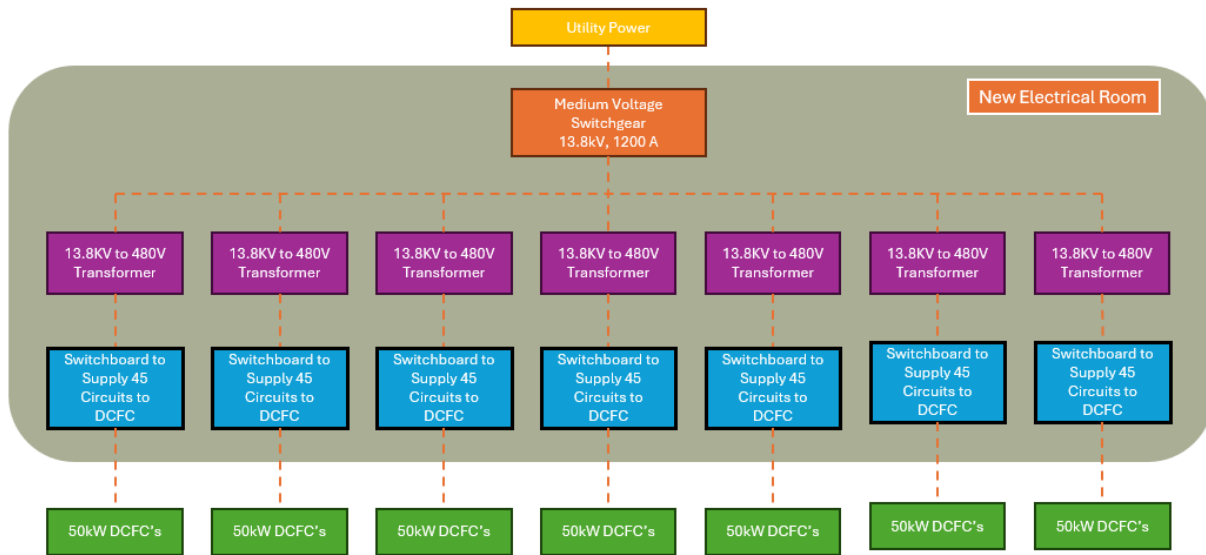 Utility Power
New Electrical Room
Medium Voltage
Switchgear
13.8kV, 1200 A
13.8KV to 480V
Transformer
13.8KV to 480V
Transformer
13.8KV to 480V
Transformer
13.8KV to 480V
Transformer
13.8KV to 480V
Transformer
13.8KV to 480V
Transformer
13.8KV to 480V
Transformer
Switchboard to
Supply 45
Circuits to
DCFC
Switchboard to
Supply 45
Circuits to
DCFC
Switchboard to
Supply 45
Circuits to
DCFC
Switchboard to
Supply 45
Circuits to
DCFC
Switchboard to
Supply 45
Circuits to
DCFC
Switchboard to
Supply 45
Circuits to
DCFC
Switchboard to
Supply 45
Circuits to
DCFC
50kW DCFC's
50kW DCFC's
50kW DCFC's
50kW DCFC's
50kW DCFC's
50kW DCFC's
50kW DCFC's